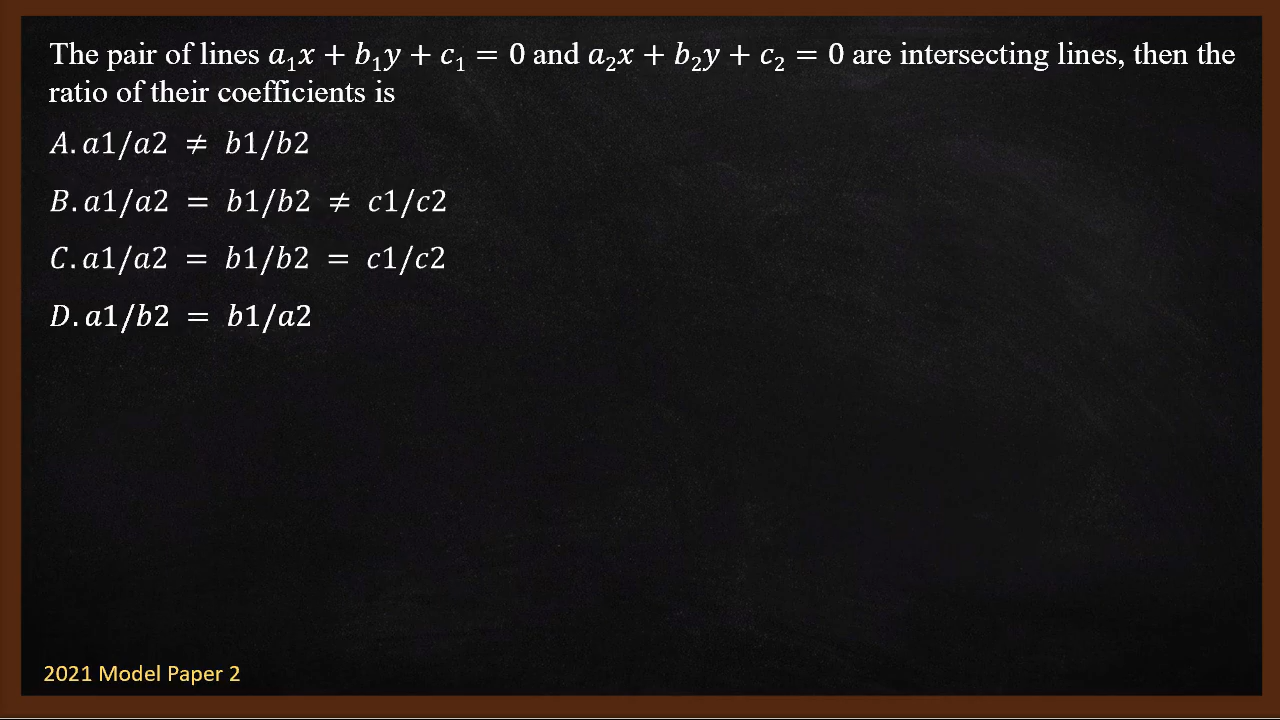 The pair of lines 𝑎₁𝑥 + 𝑏₁𝑦 + 𝑐₁ = 0 and 𝑎₂𝑥 + 𝑏₂𝑦 + 𝑐₂ = 0 are intersecting lines, then the
ratio of their coefficients is
𝐴. 𝑎1/𝑎2 ≠ 𝑏1/𝑏2
𝐵. 𝑎1/𝑎2 = 𝑏1/𝑏2 ≠ 𝑐1/𝑐2
𝐶. 𝑎1/𝑎2 = 𝑏1/𝑏2 = 𝑐1/𝑐2
𝐷. 𝑎1/𝑏2 = 𝑏1/𝑎2
2021 Model Paper 2